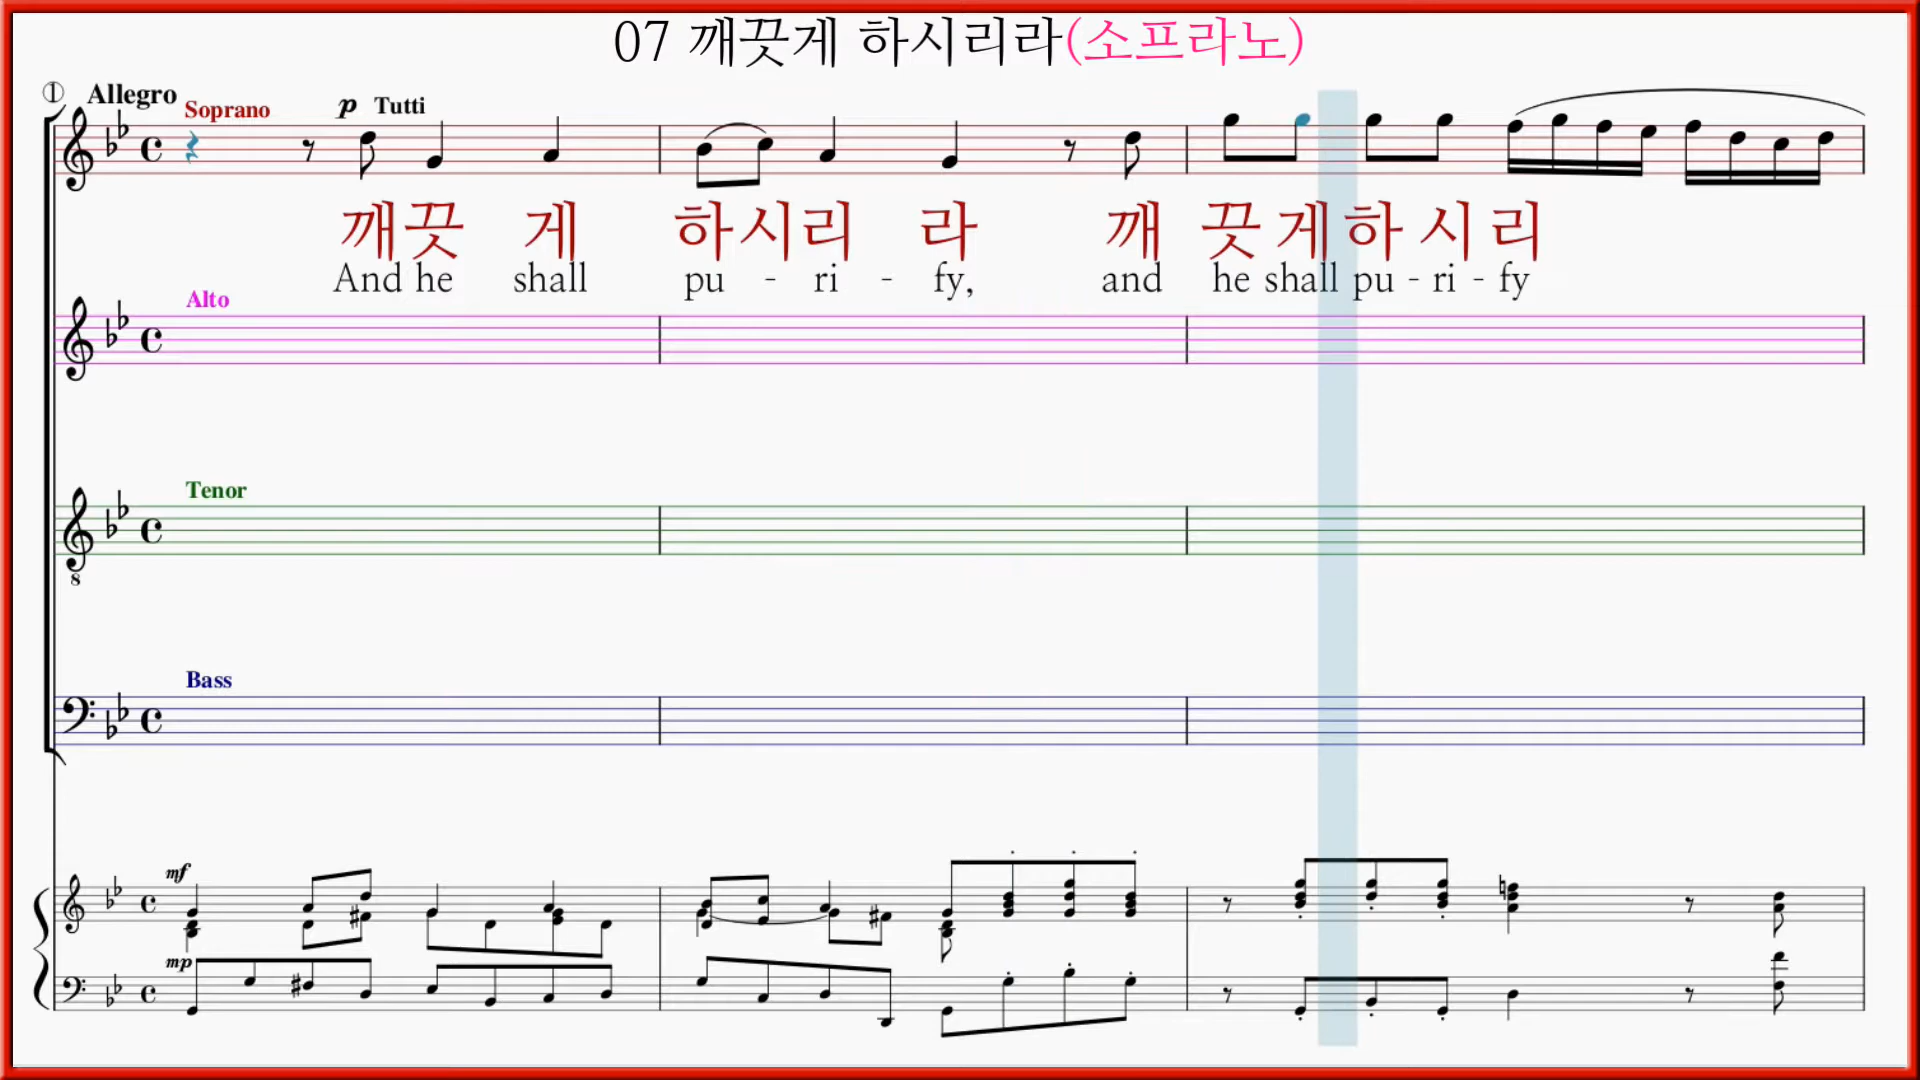 07 깨끗게 하시리라(소프라노)
① Allegro
Soprano
p Tutti
깨끗 게 하시리 라 깨 끗 게하 시 리
And he shall pu - ri - fy, and he shall pu - ri - fy
Alto
Tenor
8
Bass
mf
mp